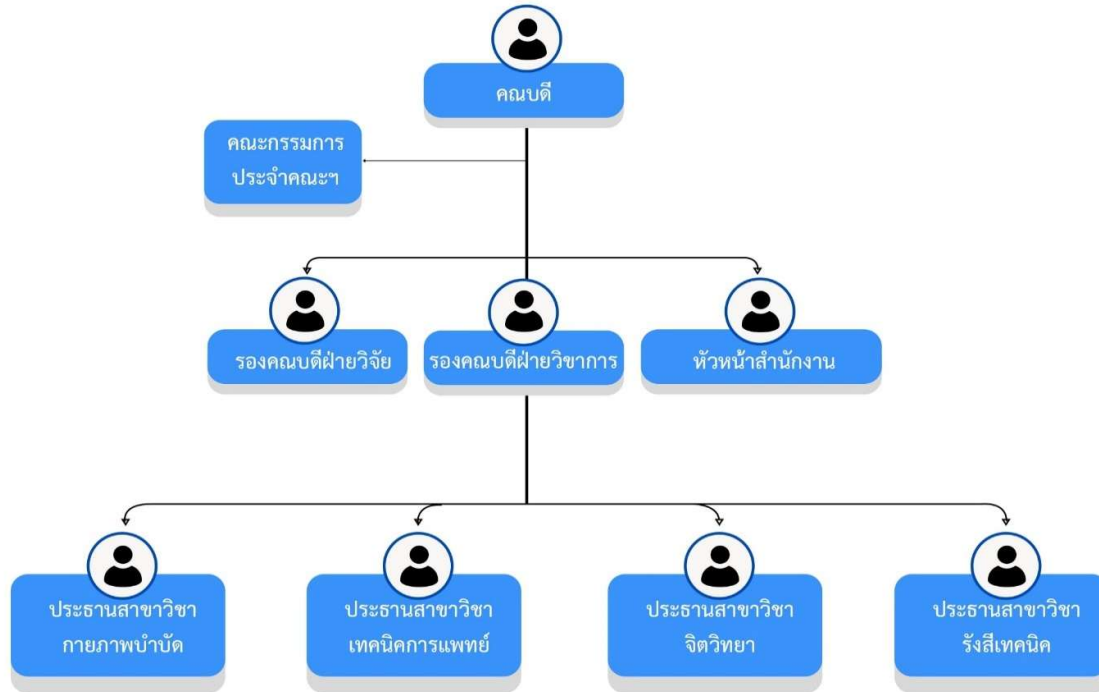 คณบดี
คณะกรรมการ
ประจำคณะฯ
รองคณบดีฝ่ายวิจัย
รองคณบดีฝ่ายวิขาการ
หัวหน้าสำนักงาน
ประธานสาขาวิชา
กายภาพบำบัด
ประธานสาขาวิชา
เทคนิคการแพทย์
ประธานสาขาวิชา
จิตวิทยา
ประธานสาขาวิชา
รังสีเทคนิค